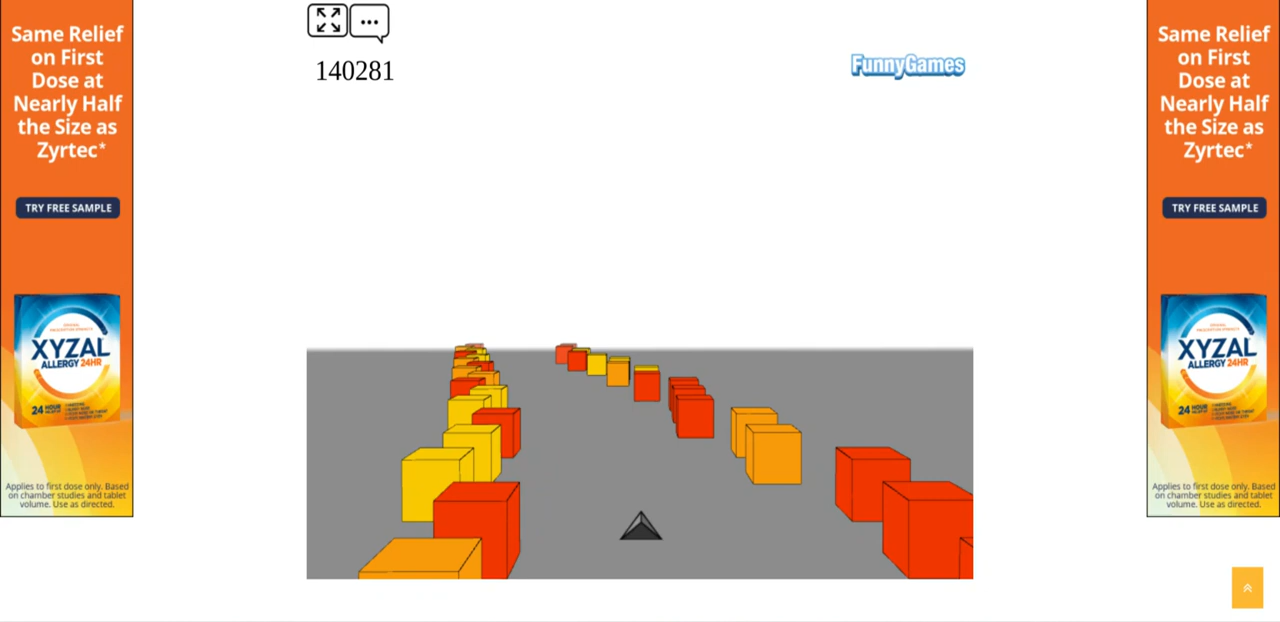 Same Relief
on First
Dose at
Nearly Half
the Size as
Zyrtec*
TRY FREE SAMPLE
XYZAL
ALLERGY 24HR
24 HOUR
Applies to first dose only. Based
on chamber studies and tablet
volume. Use as directed.
140281
FunnyGames
Same Relief
on First
Dose at
Nearly Half
the Size as
Zyrtec*
TRY FREE SAMPLE
XYZAL
ALLERGY 24HR
24 HOUR
Applies to first dose only. Based
on chamber studies and tablet
volume. Use as directed.